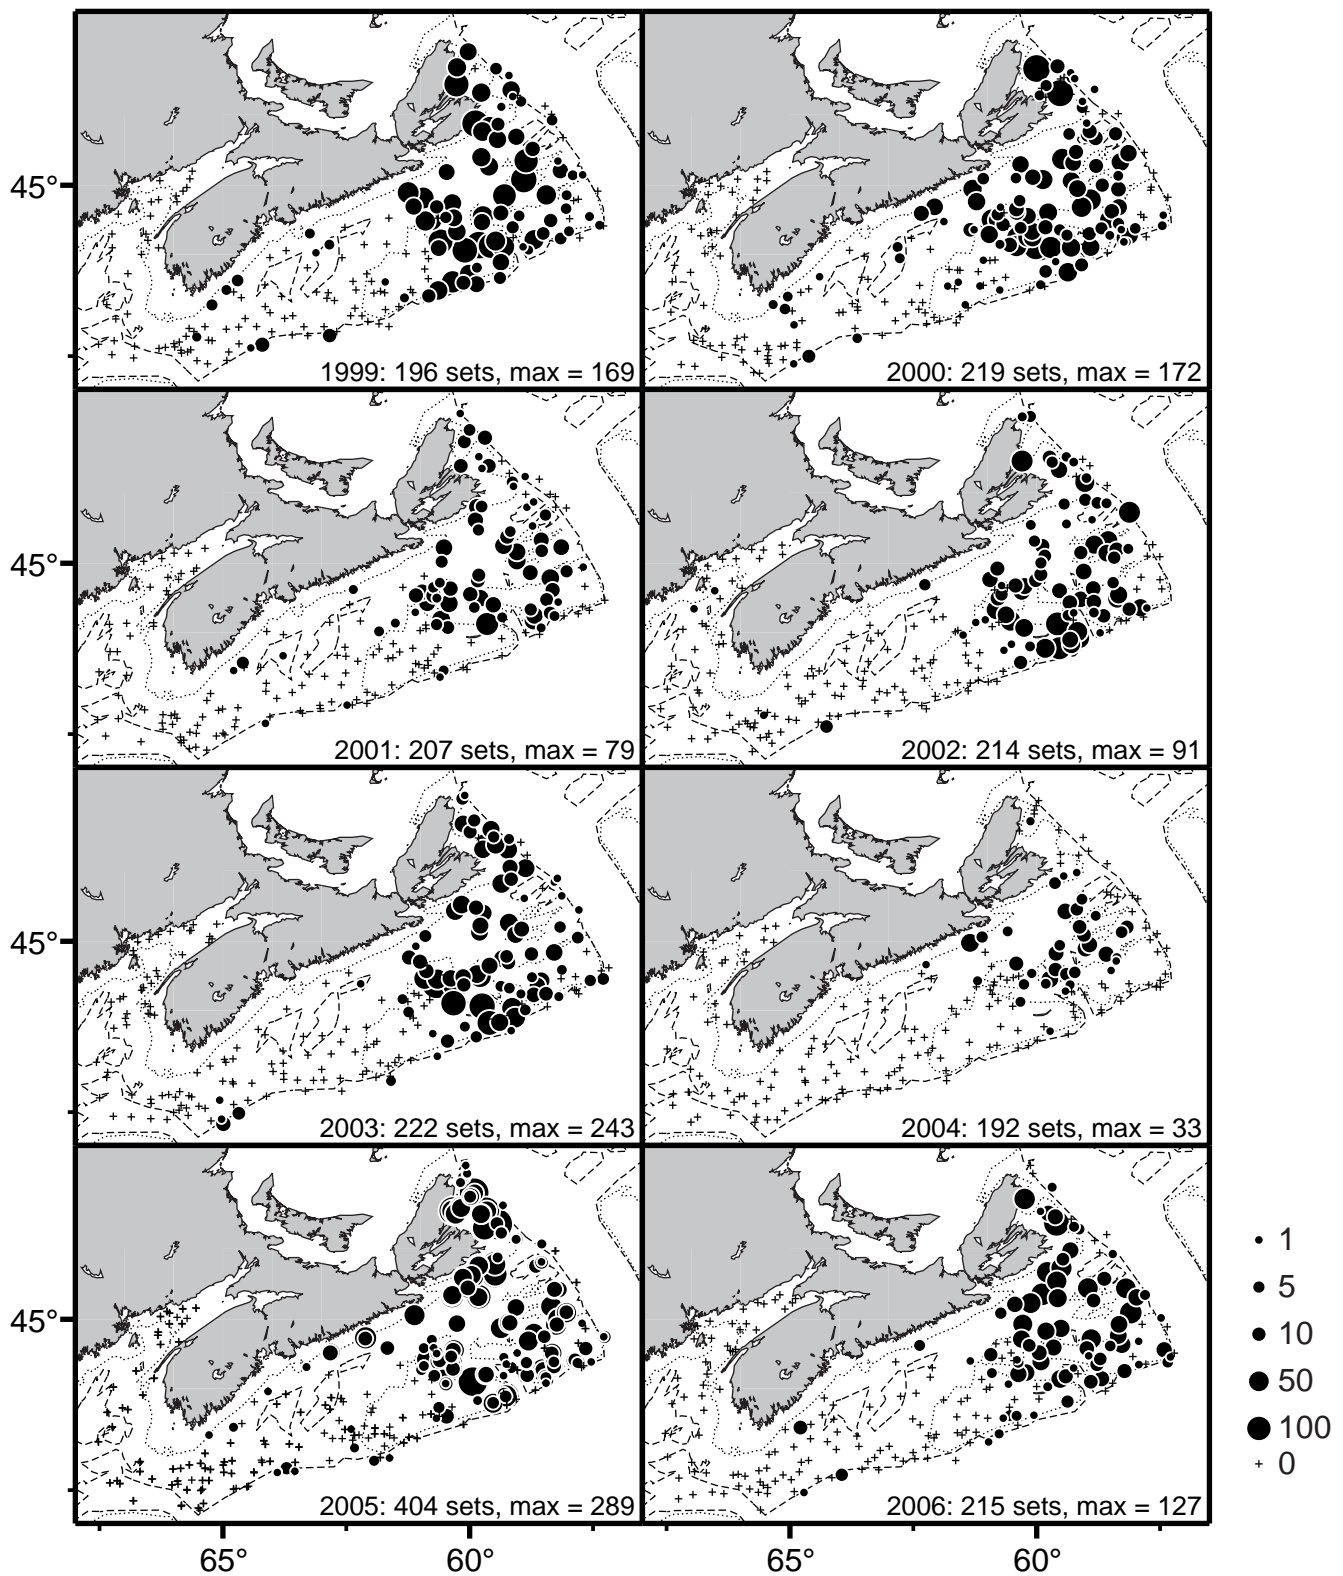 45°
1999: 196 sets, max = 169
2000: 219 sets, max = 172
45°
2001: 207 sets, max = 79
2002: 214 sets, max = 91
45°
2003: 222 sets, max = 243
2004: 192 sets, max = 33
45°
2005: 404 sets, max = 289
2006: 215 sets, max = 127
1
5
10
50
100
0
65°
60°
65°
60°